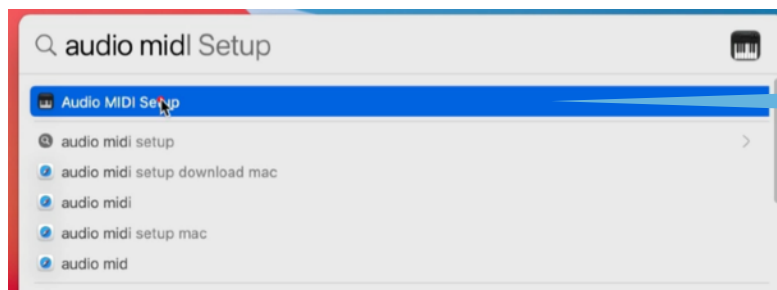 audio midI Setup
Audio MIDI Setup
audio midi setup
audio midi setup download mac
audio midi
audio midi setup mac
audio mid